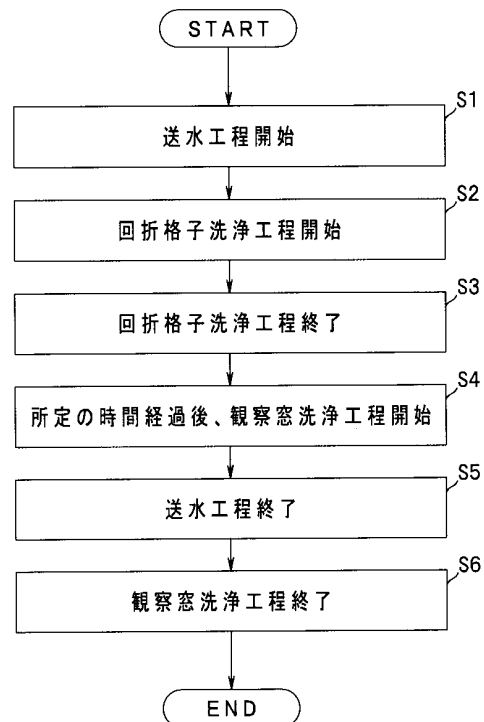 START
S1
送水工程開始
S2
回折格子洗浄工程開始
S3
回折格子洗浄工程終了
S4
所定の時間経過後、観察窓洗浄工程開始
S5
送水工程終了
S6
観察窓洗浄工程終了
END